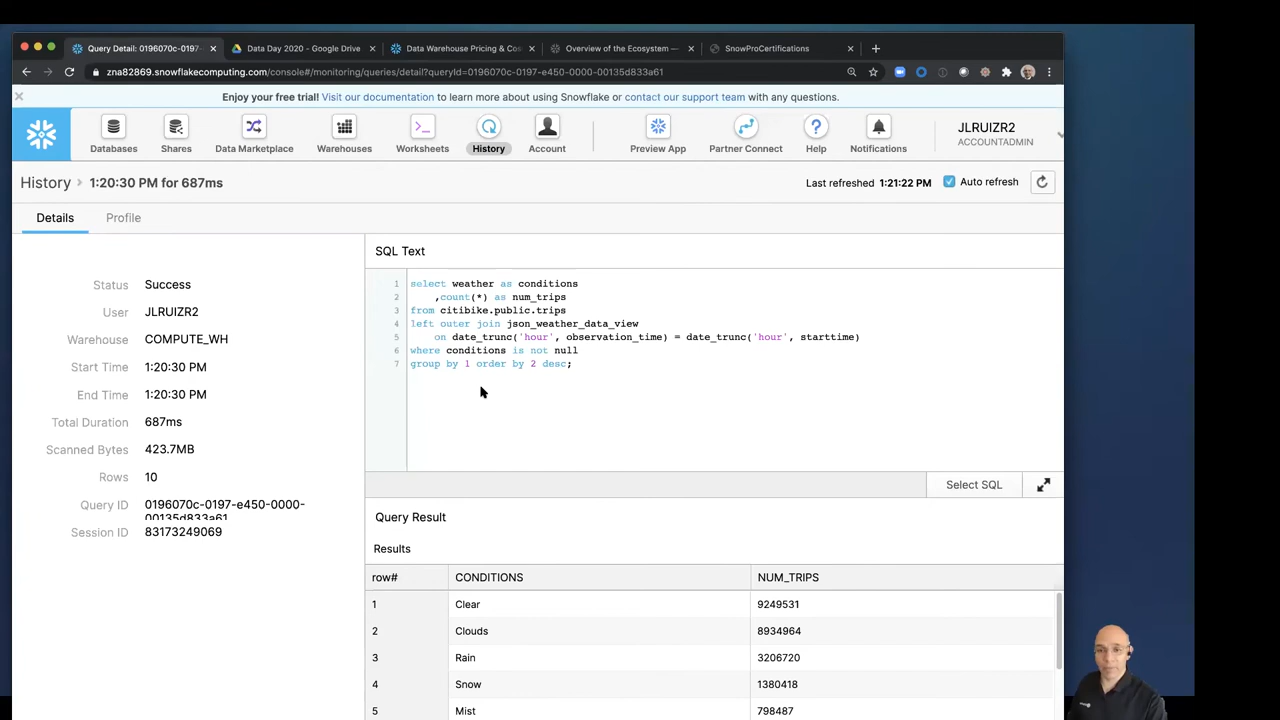 Query Detail: 0196070c-0197-
Data Day 2020 - Google Drive
Data Warehouse Pricing & Co
Overview of the Ecosystem —
SnowProCertifications
zna82869.snowflakecomputing.com/console#/monitoring/queries/detail?queryId=0196070c-0197-e450-0000-00135d833a61
Enjoy your free trial! Visit our documentation to learn more about using Snowflake or contact our support team with any questions.
Databases
Shares
Data Marketplace
Warehouses
Worksheets
History
Account
Preview App
Partner Connect
Help
Notifications
JLRUIZR2
ACCOUNTADMIN
History > 1:20:30 PM for 687ms
Last refreshed 1:21:22 PM
Auto refresh
Details
Profile
Status Success
User JLRUIZR2
Warehouse COMPUTE_WH
Start Time 1:20:30 PM
End Time 1:20:30 PM
Total Duration 687ms
Scanned Bytes 423.7MB
Rows 10
Query ID 0196070c-0197-e450-0000-
00135d833a61
Session ID 83173249069
SQL Text
1 select weather as conditions
2 ,count(*) as num_trips
3 from citibike.public.trips
4 left outer join json_weather_data_view
5 on date_trunc('hour', observation_time) = date_trunc('hour', starttime)
6 where conditions is not null
7 group by 1 order by 2 desc;
Select SQL
Query Result
Results
row# CONDITIONS NUM_TRIPS
1 Clear 9249531
2 Clouds 8934964
3 Rain 3206720
4 Snow 1380418
5 Mist 798487